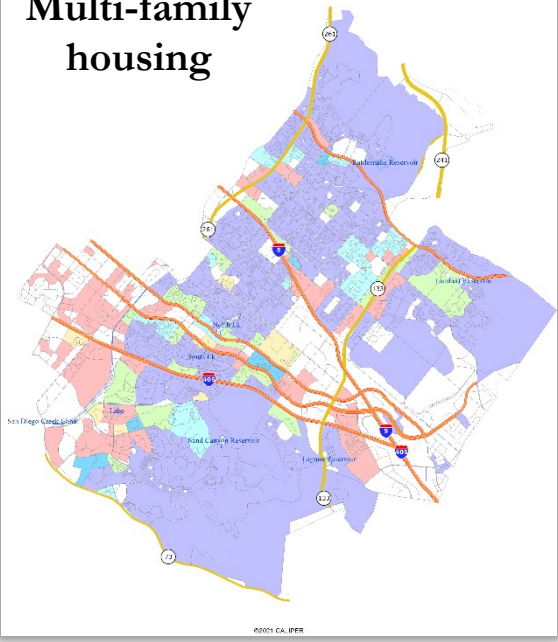 Multi-family
housing
261
241
Rattlesnake Reservoir
261
5
Lambert Reservoir
133
North Lk
South Lk
405
Lake
San Diego Creek Gbbs
Sand Canyon Reservoir
5
405
Laguna Reservoir
133
73
©2021 CALIPER